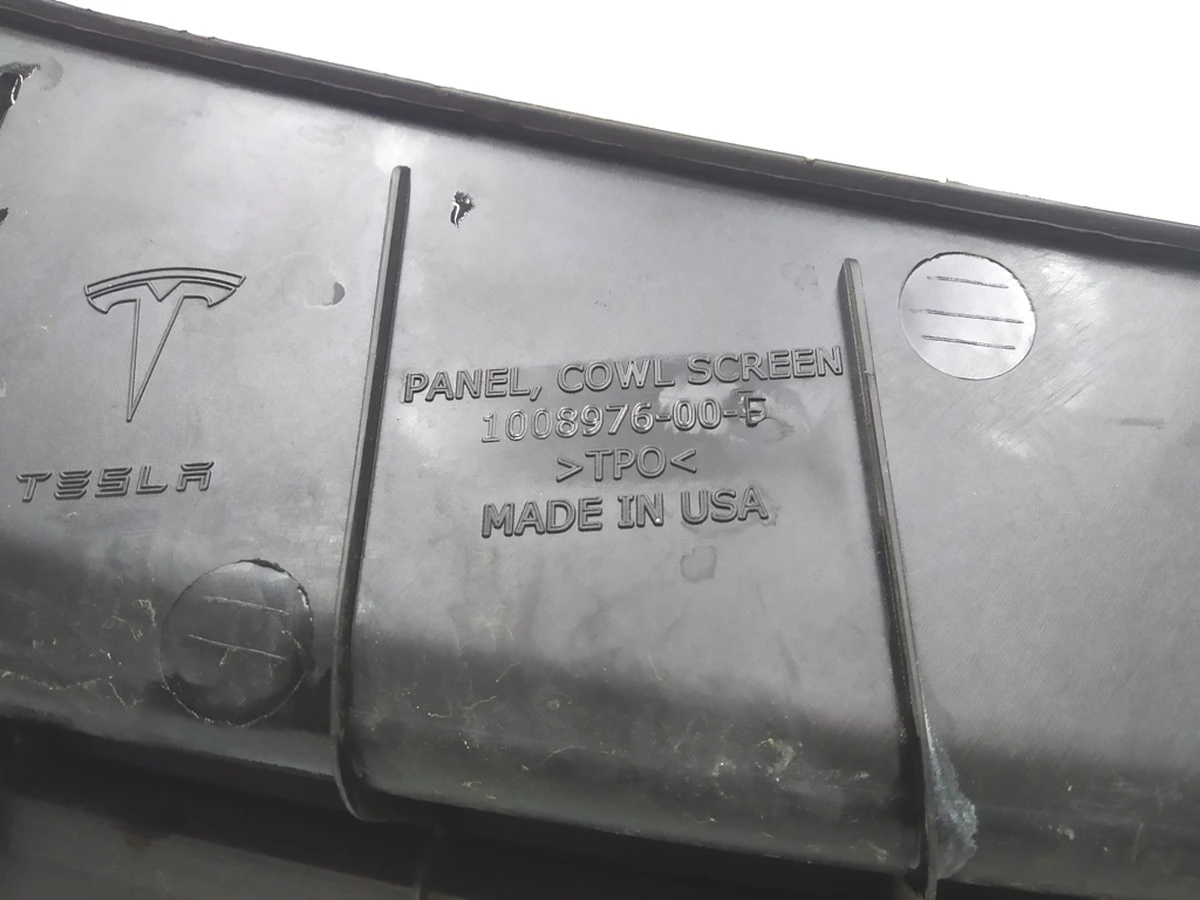 TESLA
PANEL, COWL SCREEN
1008976-00-F
>TPO<
MADE IN USA